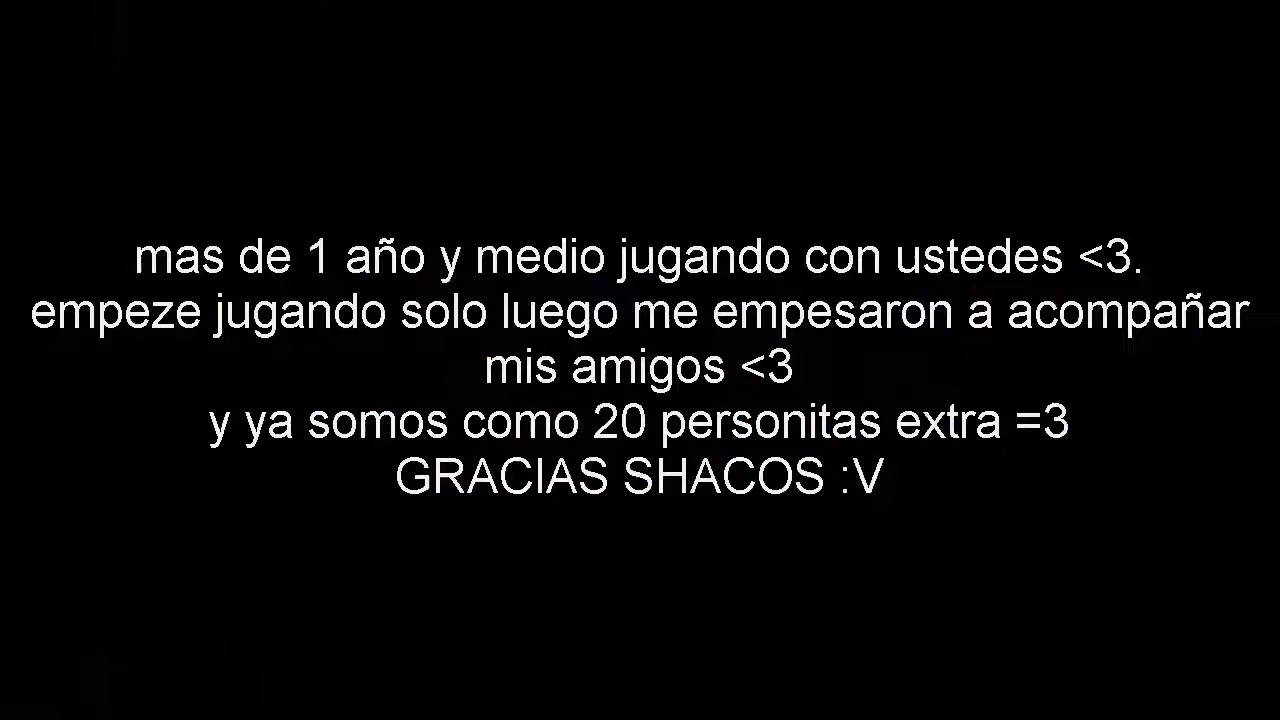 mas de 1 año y medio jugando con ustedes <3.
empeze jugando solo luego me empesaron a acompañar
mis amigos <3
y ya somos como 20 personitas extra =3
GRACIAS SHACOS :V